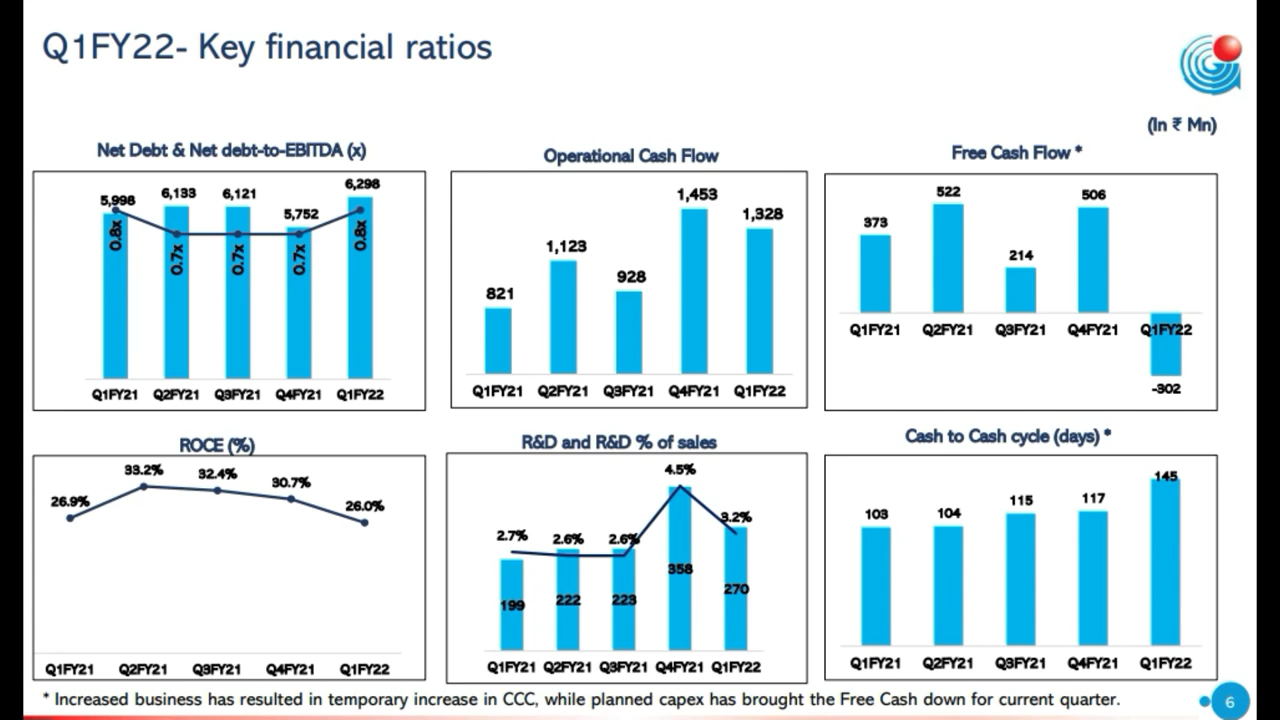 Q1FY22- Key financial ratios
(In ₹ Mn)
Net Debt & Net debt-to-EBITDA (x)
5,998 6,133 6,121 5,752 6,298
0.8x 0.7x 0.7x 0.7x 0.8x
Q1FY21 Q2FY21 Q3FY21 Q4FY21 Q1FY22
Operational Cash Flow
821 1,123 928 1,453 1,328
Q1FY21 Q2FY21 Q3FY21 Q4FY21 Q1FY22
Free Cash Flow *
373 522 214 506
Q1FY21 Q2FY21 Q3FY21 Q4FY21 Q1FY22
-302
ROCE (%)
26.9% 33.2% 32.4% 30.7% 26.0%
Q1FY21 Q2FY21 Q3FY21 Q4FY21 Q1FY22
R&D and R&D % of sales
2.7% 2.6% 2.6% 4.5% 3.2%
199 222 223 358 270
Q1FY21 Q2FY21 Q3FY21 Q4FY21 Q1FY22
Cash to Cash cycle (days) *
103 104 115 117 145
Q1FY21 Q2FY21 Q3FY21 Q4FY21 Q1FY22
* Increased business has resulted in temporary increase in CCC, while planned capex has brought the Free Cash down for current quarter.
6